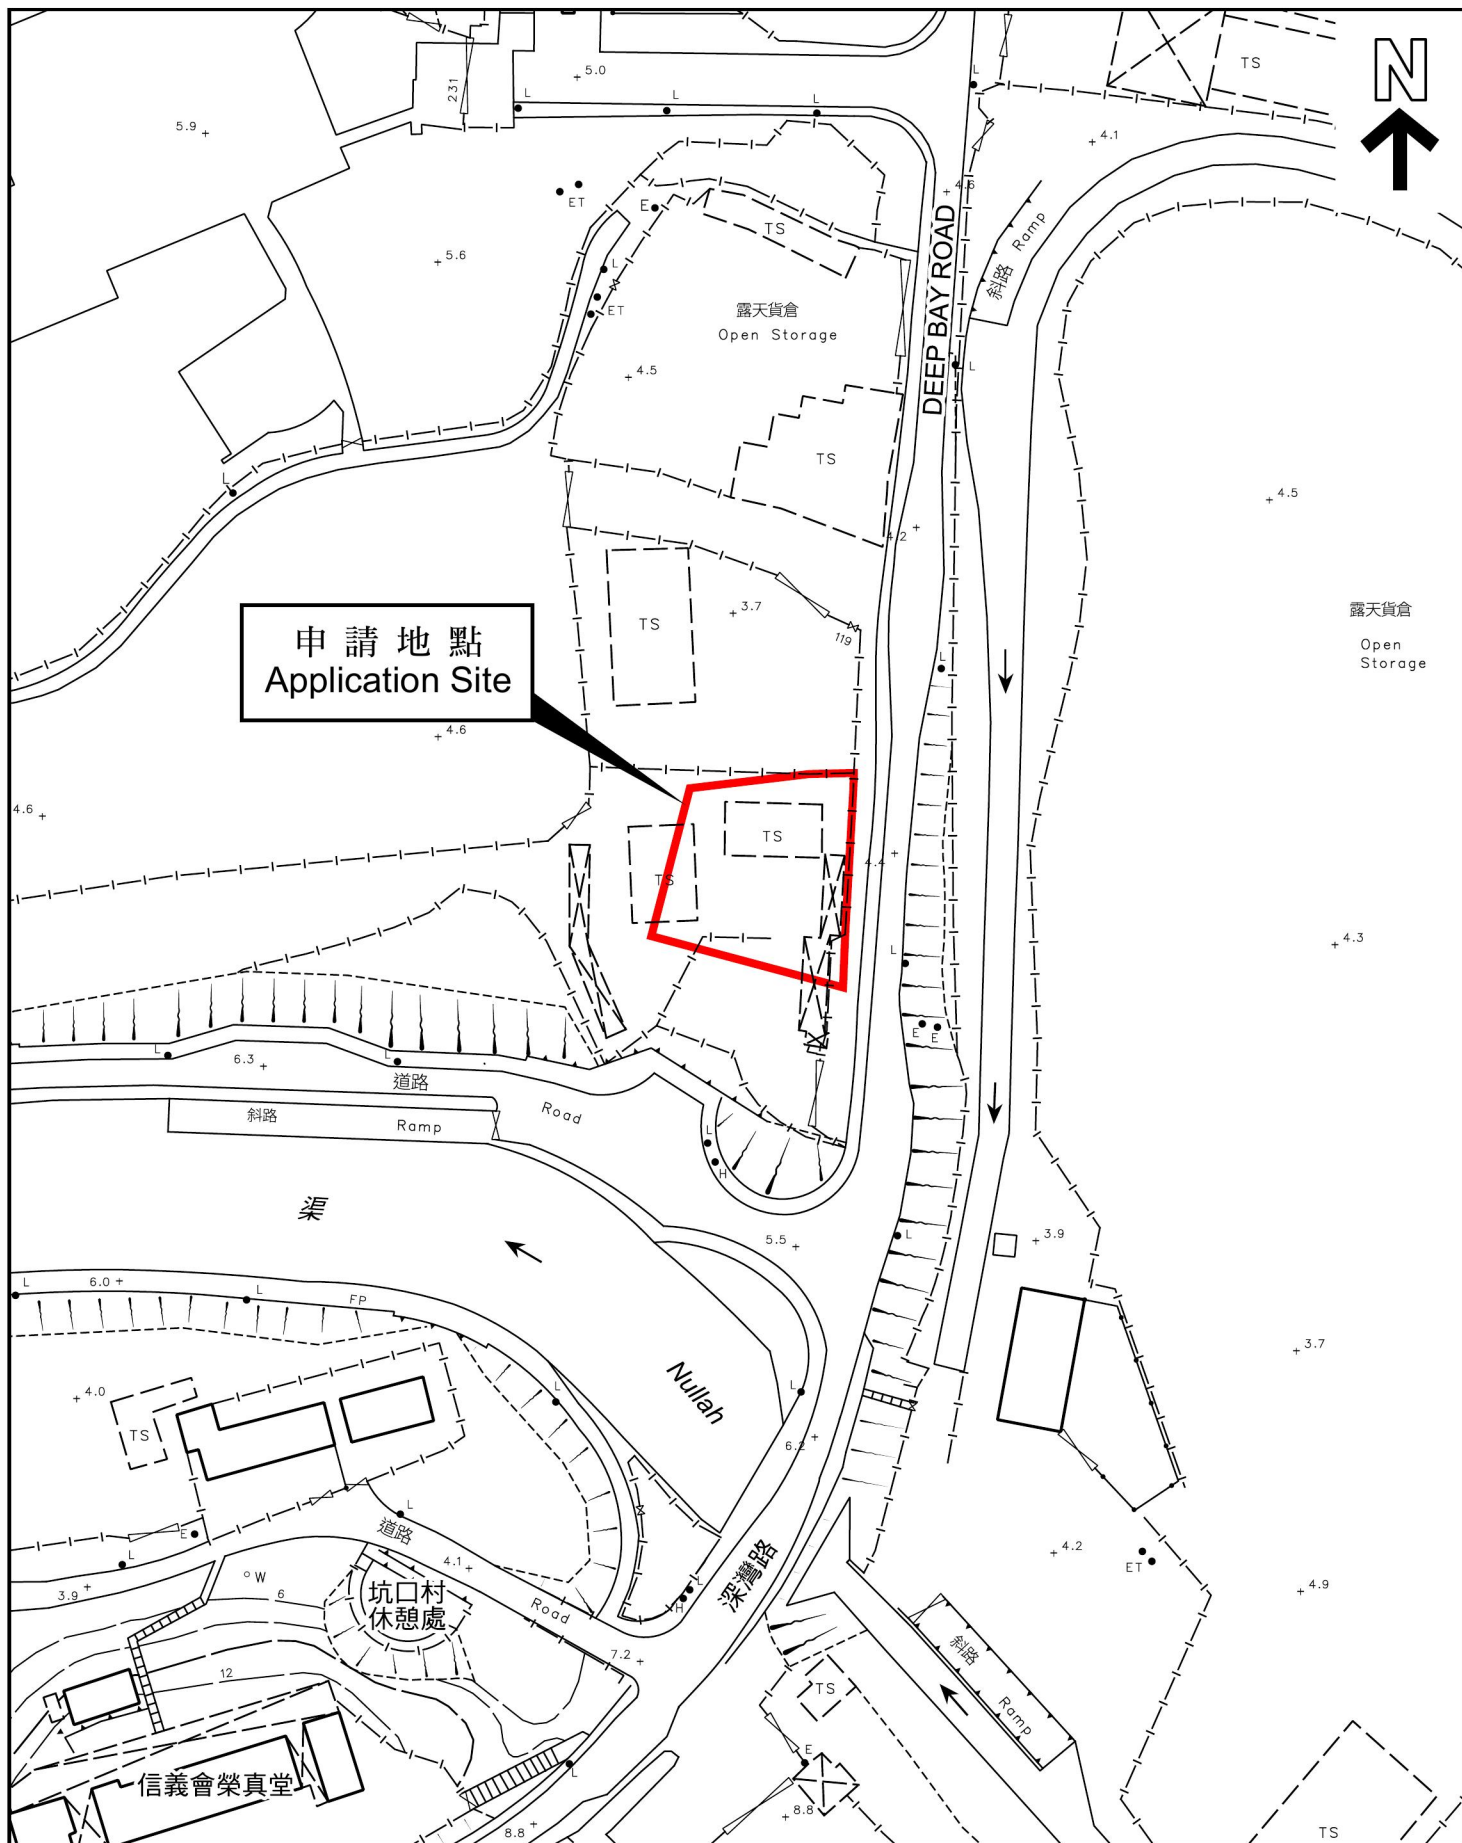 N
TS
5.0
L
L
L
L
231
5.9
4.1
4.6
ET
E
TS
斜路
Ramp
5.6
L
ET
露天貨倉
Open Storage
DEEP BAY ROAD
L
4.5
TS
L
4.5
4.2
TS
3.7
119
露天貨倉
Open
Storage
申請地點
Application Site
L
4.6
4.6
TS
TS
4.4
L
4.3
E
E
L
6.3
L
道路
斜路
Ramp
Road
L
H
渠
5.5
L
3.9
L
6.0
L
FP
3.7
Nullah
L
L
4.0
TS
6.2
L
道路
E
L
4.1
深灣路
4.2
ET
4.9
3.9
W
6
坑口村
休憩處
Road
L
H
7.2
12
斜路
Ramp
TS
E
信義會榮真堂
L
8.8
8.8
TS